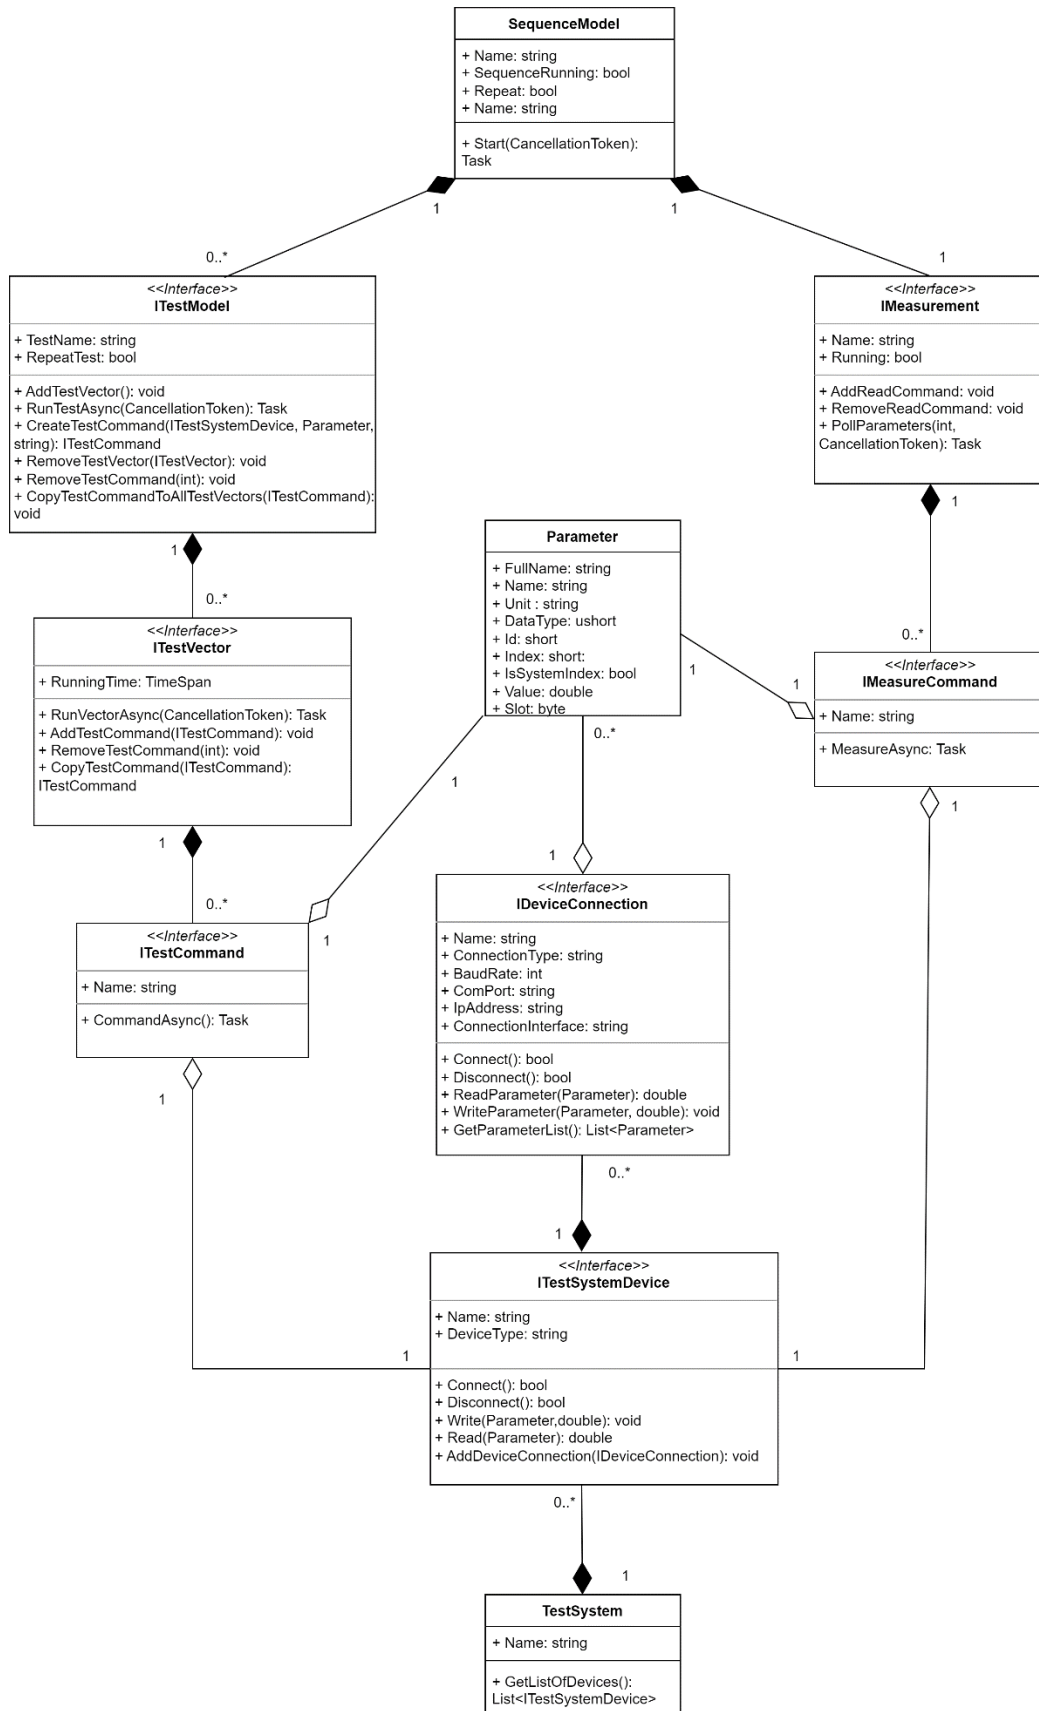 SequenceModel
+ Name: string
+ SequenceRunning: bool
+ Repeat: bool
+ Name: string
+ Start(CancellationToken):
Task
1
1
0..*
1
<<Interface>>
ITestModel
+ TestName: string
+ RepeatTest: bool
+ AddTestVector(): void
+ RunTestAsync(CancellationToken): Task
+ CreateTestCommand(ITestSystemDevice, Parameter,
string): ITestCommand
+ RemoveTestVector(ITestVector): void
+ RemoveTestCommand(int): void
+ CopyTestCommandToAllTestVectors(ITestCommand):
void
<<Interface>>
IMeasurement
+ Name: string
+ Running: bool
+ AddReadCommand: void
+ RemoveReadCommand: void
+ PollParameters(int,
CancellationToken): Task
1
1
0..*
0..*
Parameter
+ FullName: string
+ Name: string
+ Unit : string
+ DataType: ushort
+ Id: short
+ Index: short:
+ IsSystemIndex: bool
+ Value: double
+ Slot: byte
<<Interface>>
ITestVector
+ RunningTime: TimeSpan
+ RunVectorAsync(CancellationToken): Task
+ AddTestCommand(ITestCommand): void
+ RemoveTestCommand(int): void
+ CopyTestCommand(ITestCommand):
ITestCommand
<<Interface>>
IMeasureCommand
+ Name: string
+ MeasureAsync: Task
1
1
0..*
1
1
1
1
0..*
1
<<Interface>>
ITestCommand
+ Name: string
+ CommandAsync(): Task
<<Interface>>
IDeviceConnection
+ Name: string
+ ConnectionType: string
+ BaudRate: int
+ ComPort: string
+ IpAddress: string
+ ConnectionInterface: string
+ Connect(): bool
+ Disconnect(): bool
+ ReadParameter(Parameter): double
+ WriteParameter(Parameter, double): void
+ GetParameterList(): List<Parameter>
1
0..*
1
<<Interface>>
ITestSystemDevice
+ Name: string
+ DeviceType: string
+ Connect(): bool
+ Disconnect(): bool
+ Write(Parameter,double): void
+ Read(Parameter): double
+ AddDeviceConnection(IDeviceConnection): void
1
1
0..*
1
TestSystem
+ Name: string
+ GetListOfDevices():
List<ITestSystemDevice>